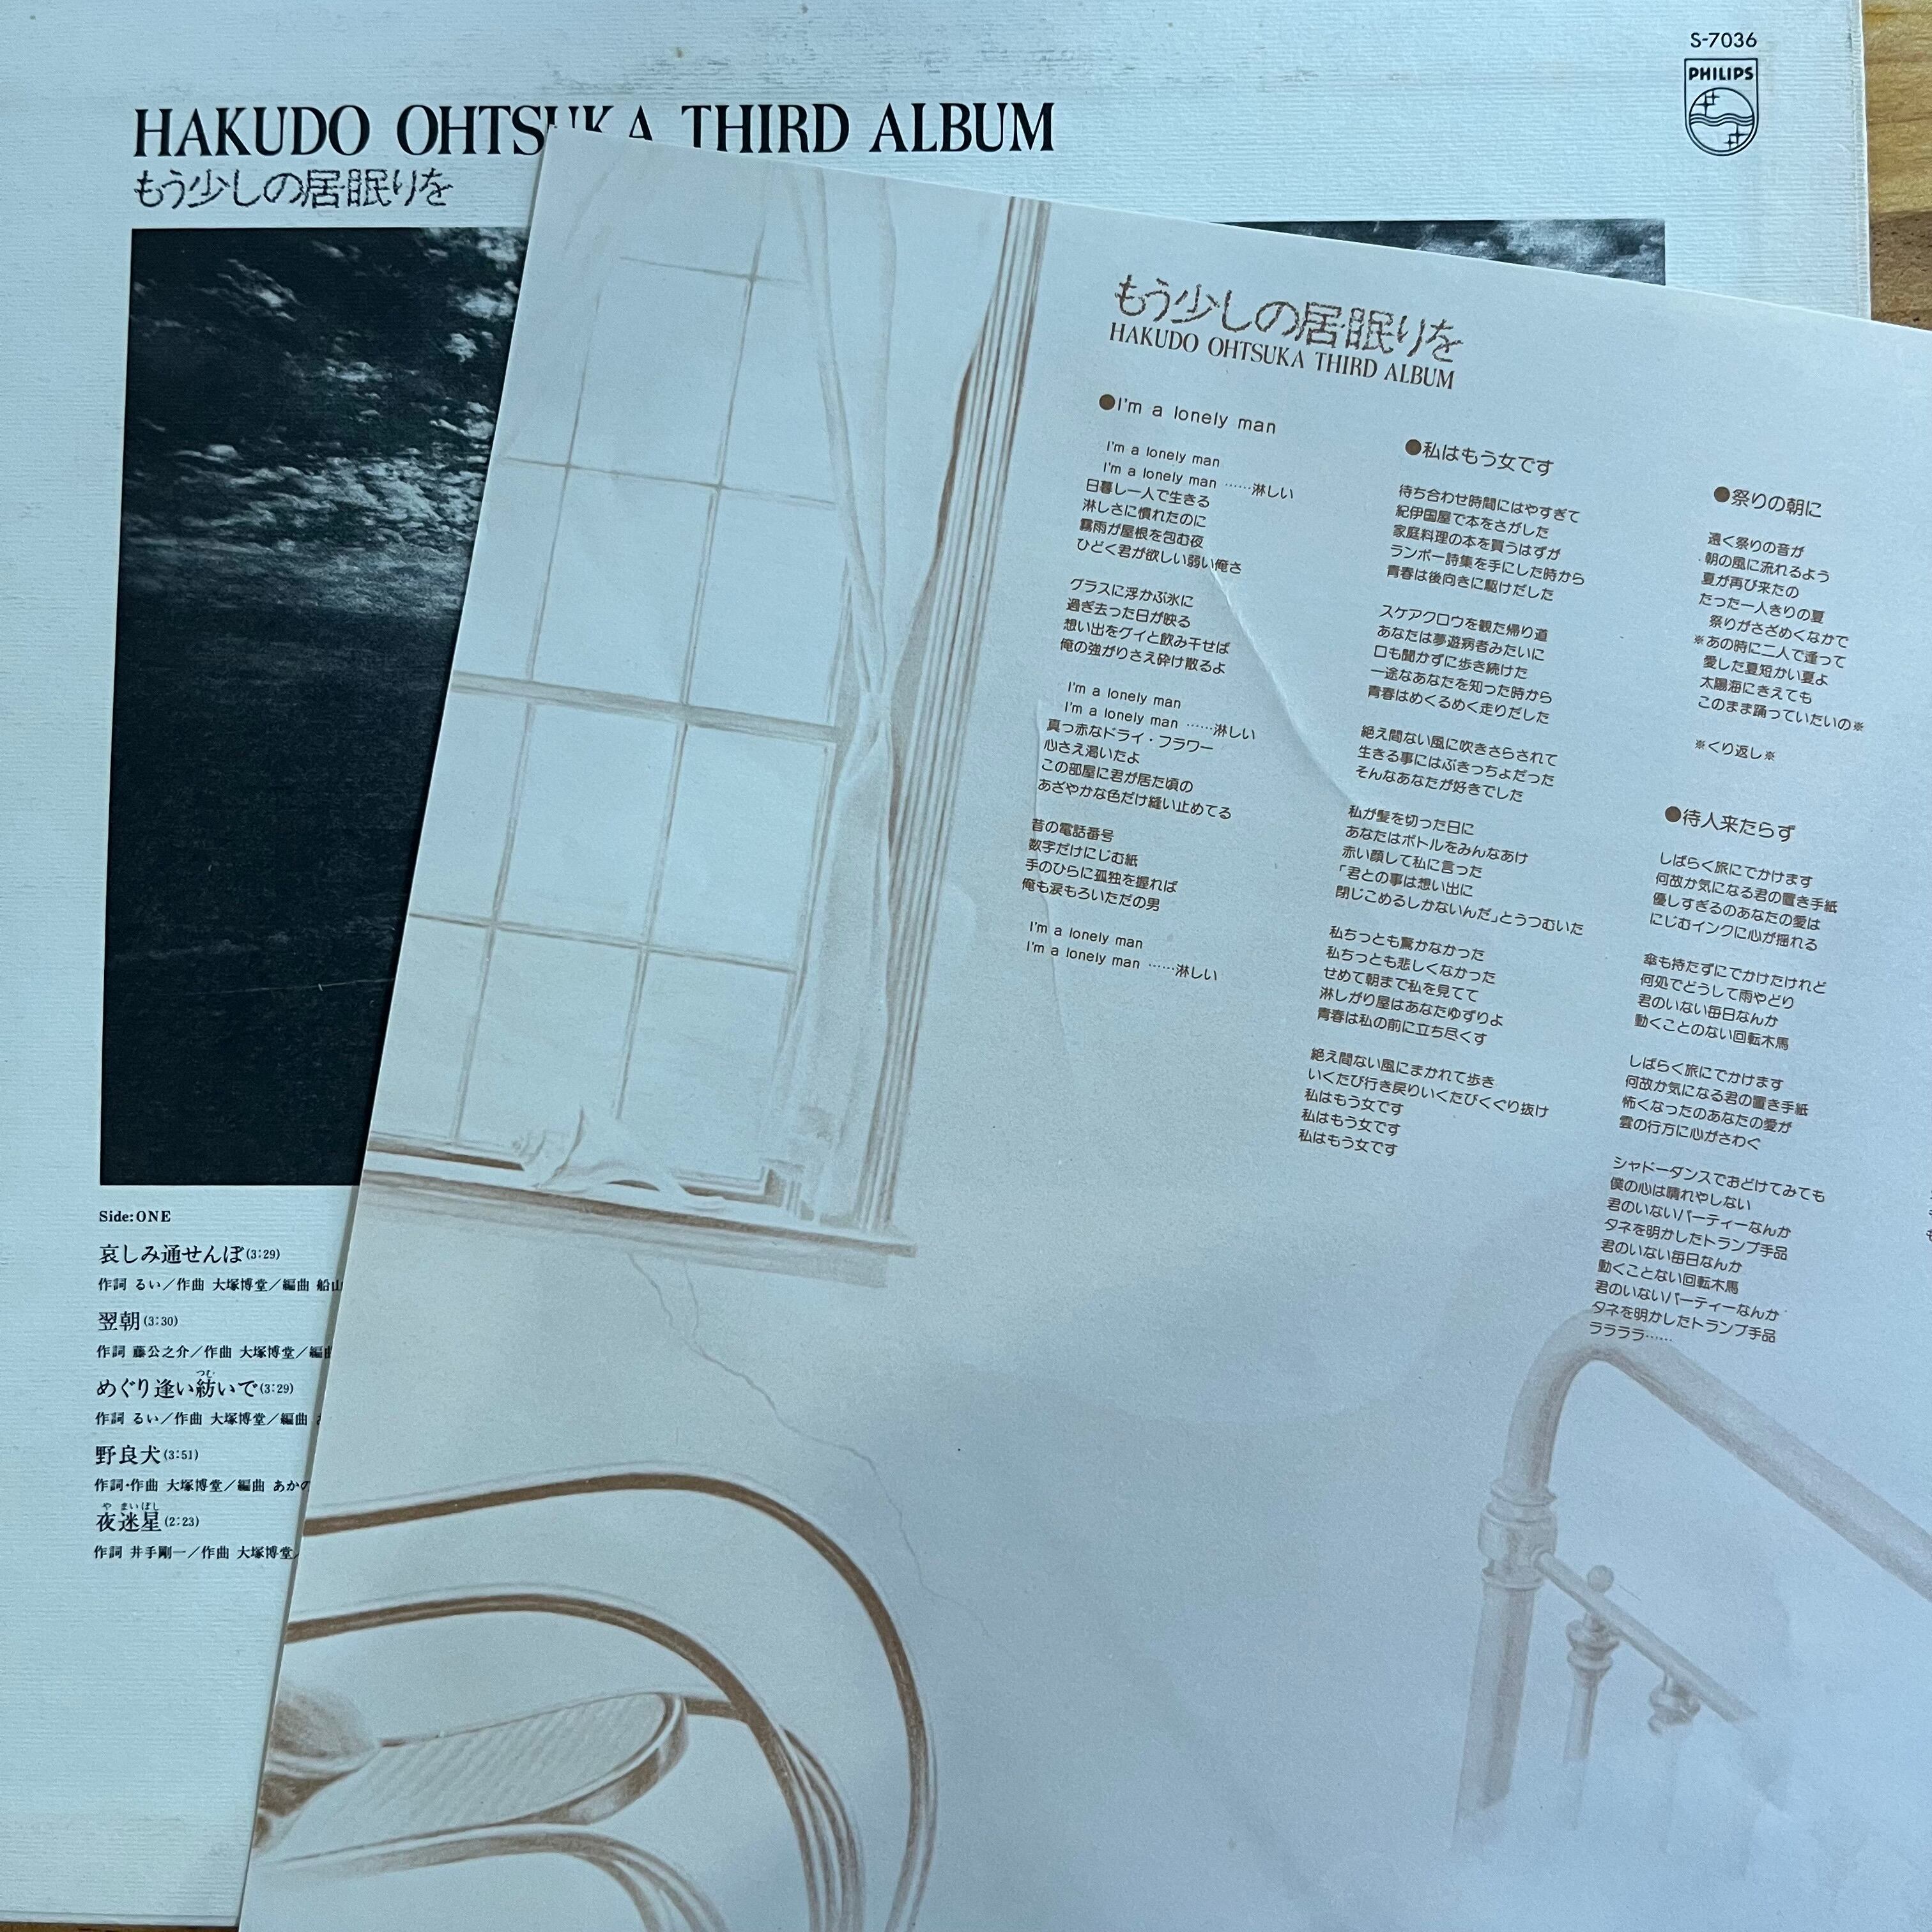 S-7036
PHILIPS
HAKUDO OHTSUKA THIRD ALBUM
もう少しの居眠りを
Side:ONE
哀しみ通せんぼ(3:29)
作詞 るい/作曲 大塚博堂/編曲 船山
翌朝(3:30)
作詞 藤公之介/作曲 大塚博堂/編曲
つむ
めぐり逢い紡いで(3:29)
作詞 るい/作曲 大塚博堂/編曲
野良犬(3:51)
作詞・作曲 大塚博堂/編曲 あかの
や まいぼし
夜迷星(2:23)
作詞 井手剛一/作曲 大塚博堂/
もう少しの居眠りを
HAKUDO OHTSUKA THIRD ALBUM
●I'm a lonely man
I'm a lonely man
I'm a lonely man ……淋しい
日暮し一人で生きる
淋しさに慣れたのに
霧雨が屋根を包む夜
ひどく君が欲しい弱い俺さ
グラスに浮かぶ氷に
過ぎ去った日が映る
想い出をグイと飲み干せば
俺の強がりさえ砕け散るよ
I'm a lonely man
I'm a lonely man ……淋しい
真っ赤なドライ・フラワー
心さえ渇いたよ
この部屋に君が居た頃の
あざやかな色だけ縫い止めてる
昔の電話番号
数字だけにじむ紙
手のひらに孤独を握れば
俺も涙もろいただの男
I'm a lonely man
I'm a lonely man ……淋しい
●私はもう女です
待ち合わせ時間にはやすぎて
紀伊国屋で本をさがした
家庭料理の本を買うはずが
ランボー詩集を手にした時から
青春は後向きに駆けだした
スケアクロウを観た帰り道
あなたは夢遊病者みたいに
口も聞かずに歩き続けた
一途なあなたを知った時から
青春はめくるめく走りだした
絶え間ない風に吹きさらされて
生きる事にはぶきっちょだった
そんなあなたが好きでした
私が髪を切った日に
あなたはボトルをみんなあけ
赤い顔して私に言った
「君との事は想い出に
閉じこめるしかないんだ」とうつむいた
私ちっとも驚かなかった
私ちっとも悲しくなかった
せめて朝まで私を見てて
淋しがり屋はあなたゆずりよ
青春は私の前に立ち尽くす
絶え間ない風にまかれて歩き
いくたび行き戻りいくたびくぐり抜け
私はもう女です
私はもう女です
私はもう女です
●祭りの朝に
遠く祭りの音が
朝の風に流れるよう
夏が再び来たの
たった一人きりの夏
祭りがさざめくなかで
※あの時に二人で逢って
愛した夏短かい夏よ
太陽海にきえても
このまま踊っていたいの※
※くり返し※
●待人来たらず
しばらく旅にでかけます
何故か気になる君の置き手紙
優しすぎるのあなたの愛は
にじむインクに心が揺れる
傘も持たずにでかけたけれど
何処でどうして雨やどり
君のいない毎日なんか
動くことのない回転木馬
しばらく旅にでかけます
何故か気になる君の置き手紙
怖くなったのあなたの愛が
雲の行方に心がさわぐ
シャドーダンスでおどけてみても
僕の心は晴れやしない
君のいないパーティーなんか
タネを明かしたトランプ手品
君のいない毎日なんか
動くことない回転木馬
君のいないパーティーなんか
タネを明かしたトランプ手品
ララララ……